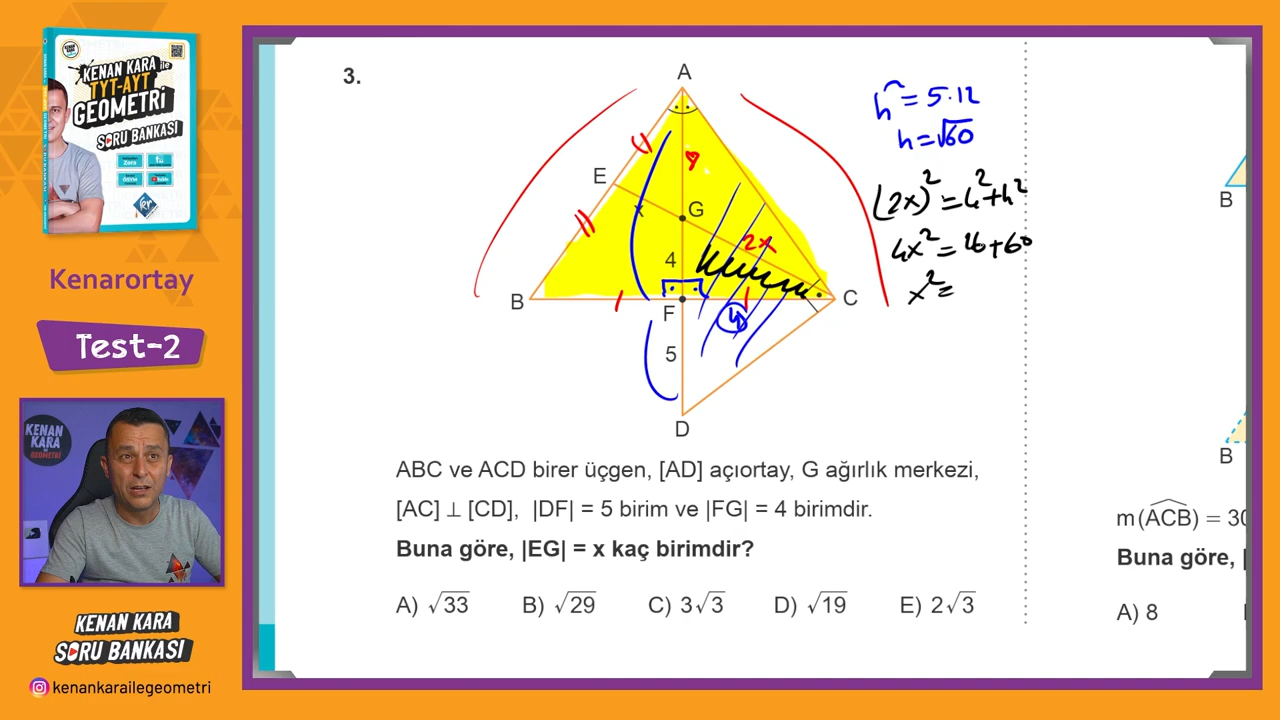 KENAN KARA ile
TYT-AYT
GEOMETRİ
SORU BANKASI
Kenarortay
Test-2
KENAN
KARA
GEOMETRİ
KENAN KARA
SORU BANKASI
kenankarailegeometri
3.
A
E
G
x
8
2x
4
B
F
C
h
5
D
h² = 5.12
h = √60
(2x)² = 4² + h²
4x² = 16 + 60
x² =
ABC ve ACD birer üçgen, [AD] açıortay, G ağırlık merkezi,
[AC] ⊥ [CD], |DF| = 5 birim ve |FG| = 4 birimdir.
Buna göre, |EG| = x kaç birimdir?
A) √33 B) √29 C) 3√3 D) √19 E) 2√3
B
B
m(ACB) = 30
Buna göre, |
A) 8